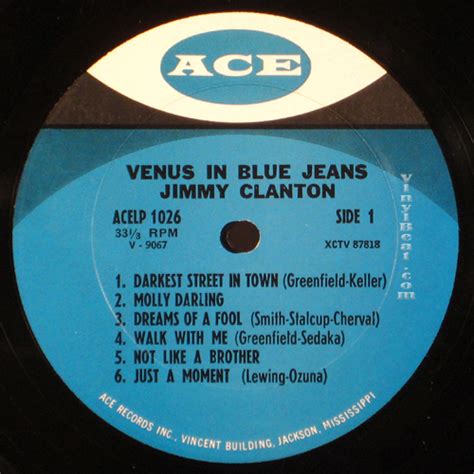 ACE
VENUS IN BLUE JEANS
JIMMY CLANTON
ACELP 1026 SIDE 1
33⅓ RPM
V - 9067 XCTV 87818
1. DARKEST STREET IN TOWN (Greenfield-Keller)
2. MOLLY DARLING
3. DREAMS OF A FOOL (Smith-Stalcup-Cherval)
4. WALK WITH ME (Greenfield-Sedaka)
5. NOT LIKE A BROTHER
6. JUST A MOMENT (Lewing-Ozuna)
ACE RECORDS INC., VINCENT BUILDING, JACKSON, MISSISSIPPI
VinylBeat.com